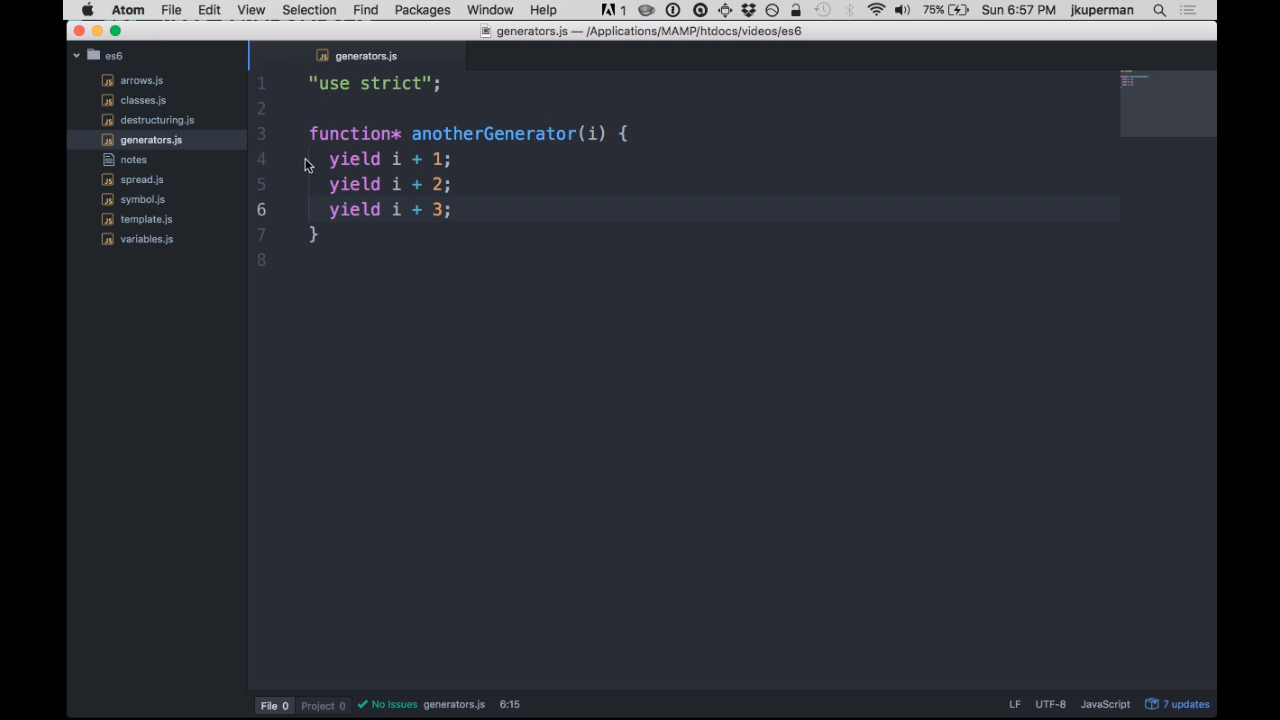 Atom File Edit View Selection Find Packages Window Help 1 75% Sun 6:57 PM jkuperman
generators.js — /Applications/MAMP/htdocs/videos/es6
es6
arrows.js
classes.js
destructuring.js
generators.js
notes
spread.js
symbol.js
template.js
variables.js
generators.js
1 "use strict";
2
3 function* anotherGenerator(i) {
4 yield i + 1;
5 yield i + 2;
6 yield i + 3;
7 }
8
File 0 Project 0 No Issues generators.js 6:15 LF UTF-8 JavaScript 7 updates